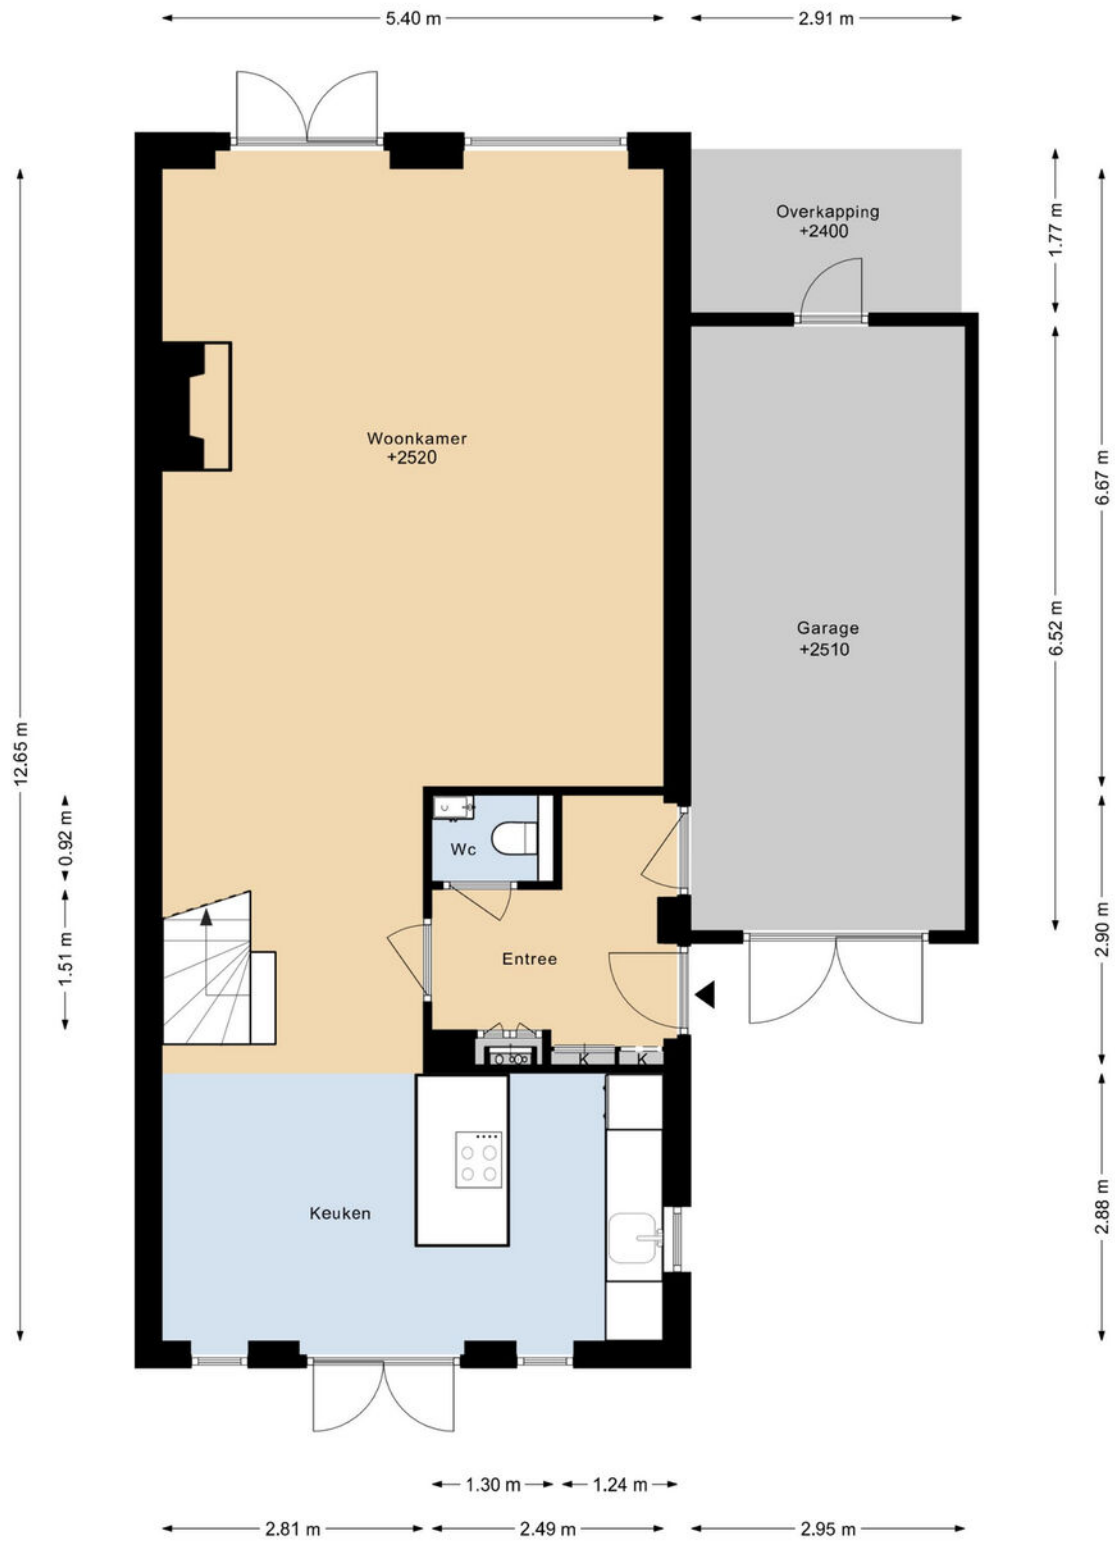 5.40 m
2.91 m
Overkapping
+2400
1.77 m
Woonkamer
+2520
6.67 m
Garage
+2510
6.52 m
12.65 m
0.92 m
Wc
1.51 m
Entree
2.90 m
K
K
Keuken
2.88 m
1.30 m
1.24 m
2.81 m
2.49 m
2.95 m